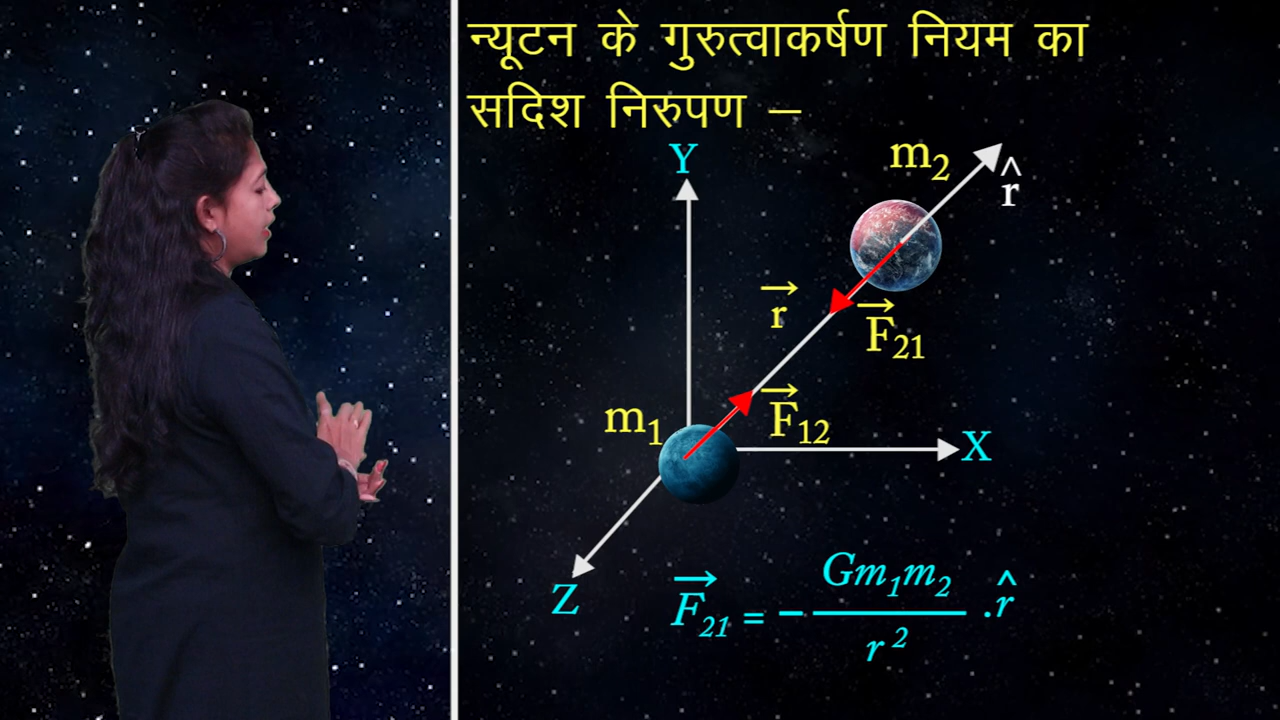 न्यूटन के गुरुत्वाकर्षण नियम का
सदिश निरुपण –
Y
m₂
r̂
r⃗
F⃗₂₁
m₁
F⃗₁₂
X
Z
F⃗₂₁ = – Gm₁m₂ / r² .r̂